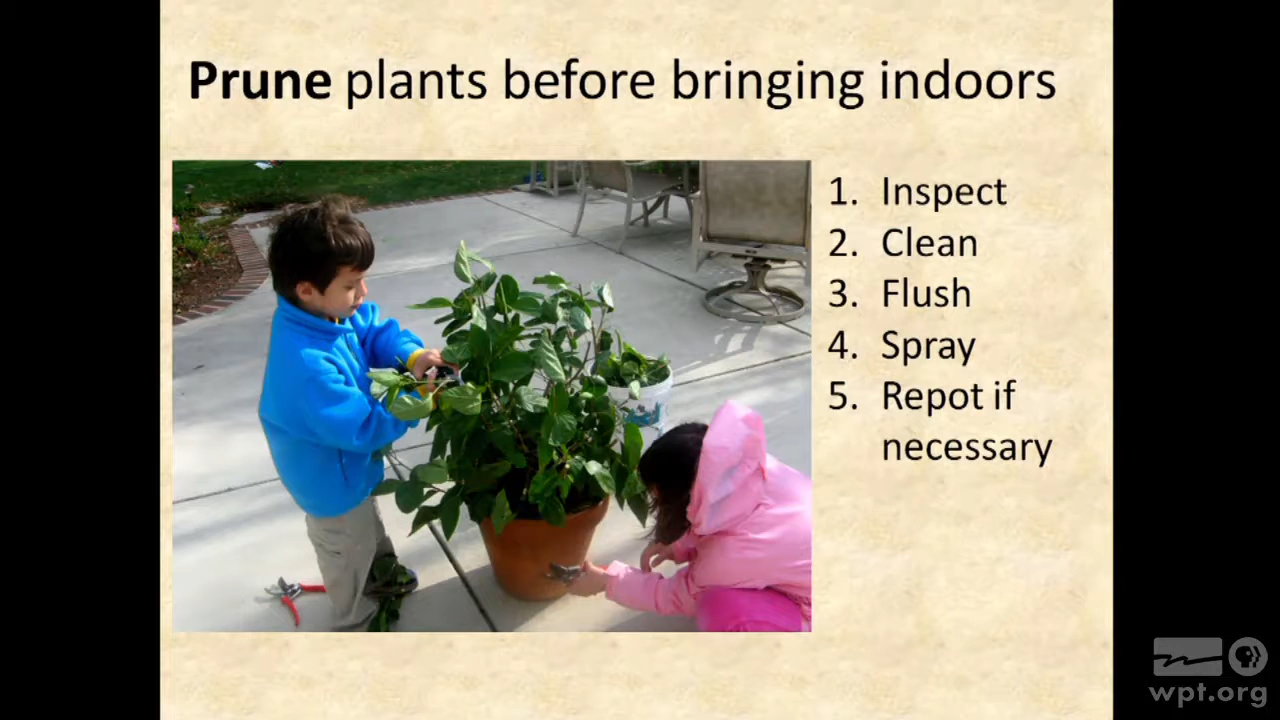 Prune plants before bringing indoors
1. Inspect
2. Clean
3. Flush
4. Spray
5. Repot if
necessary
wpt.org